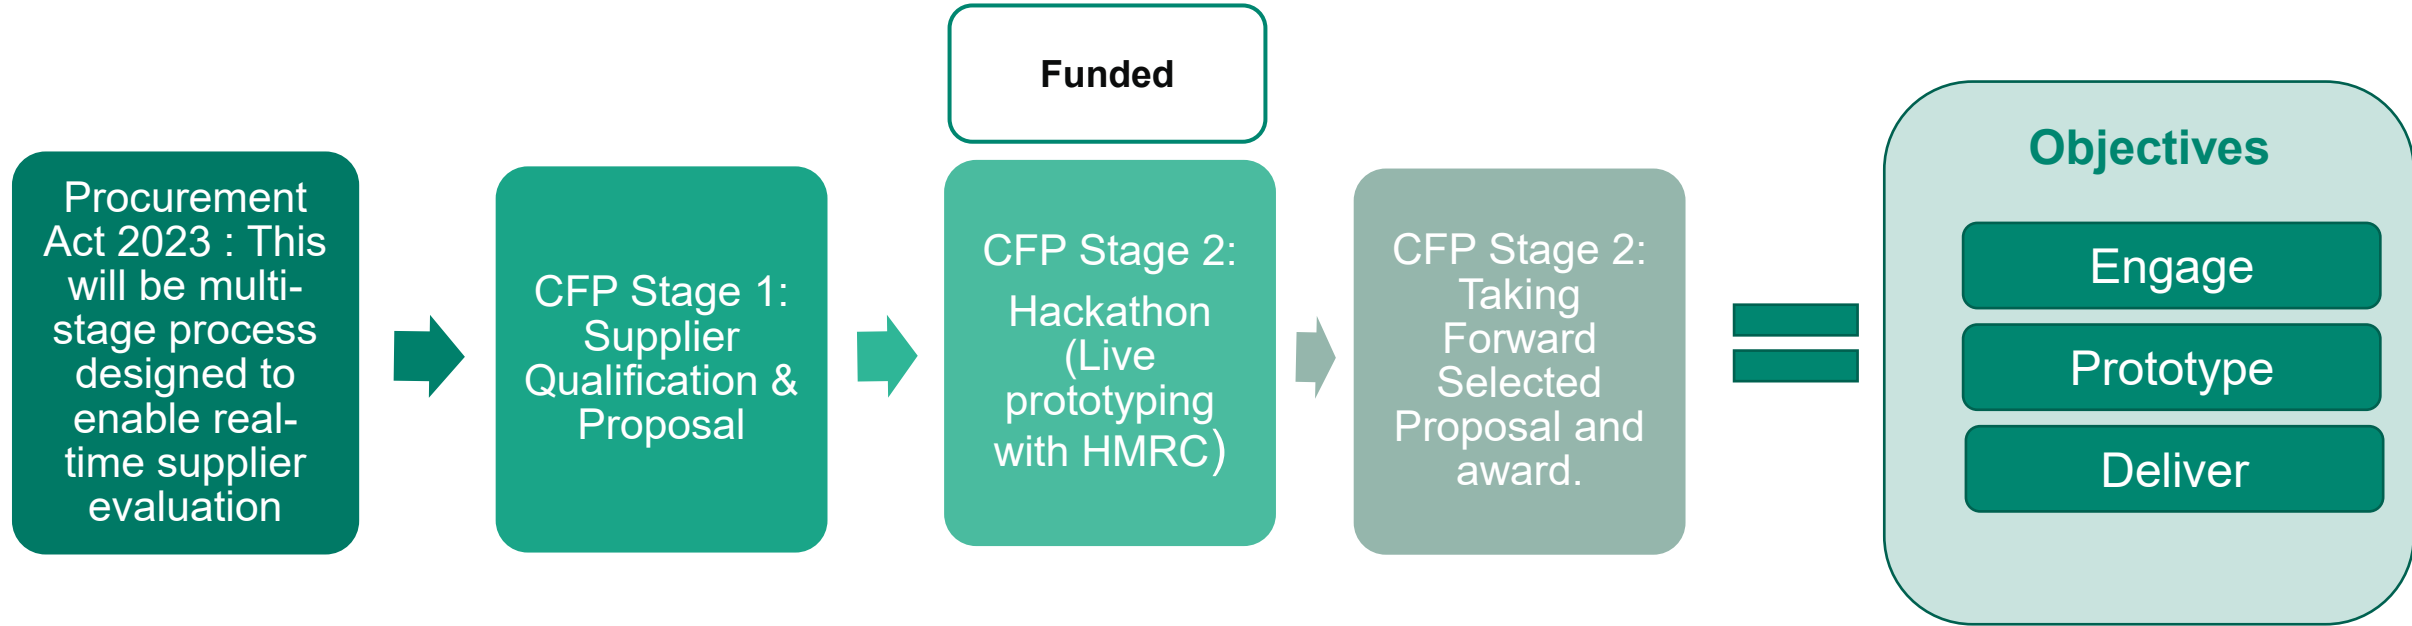 Funded
Procurement
Act 2023 : This
will be multi-
stage process
designed to
enable real-
time supplier
evaluation
CFP Stage 1:
Supplier
Qualification &
Proposal
CFP Stage 2:
Hackathon
(Live
prototyping
with HMRC)
CFP Stage 2:
Taking
Forward
Selected
Proposal and
award.
Objectives
Engage
Prototype
Deliver